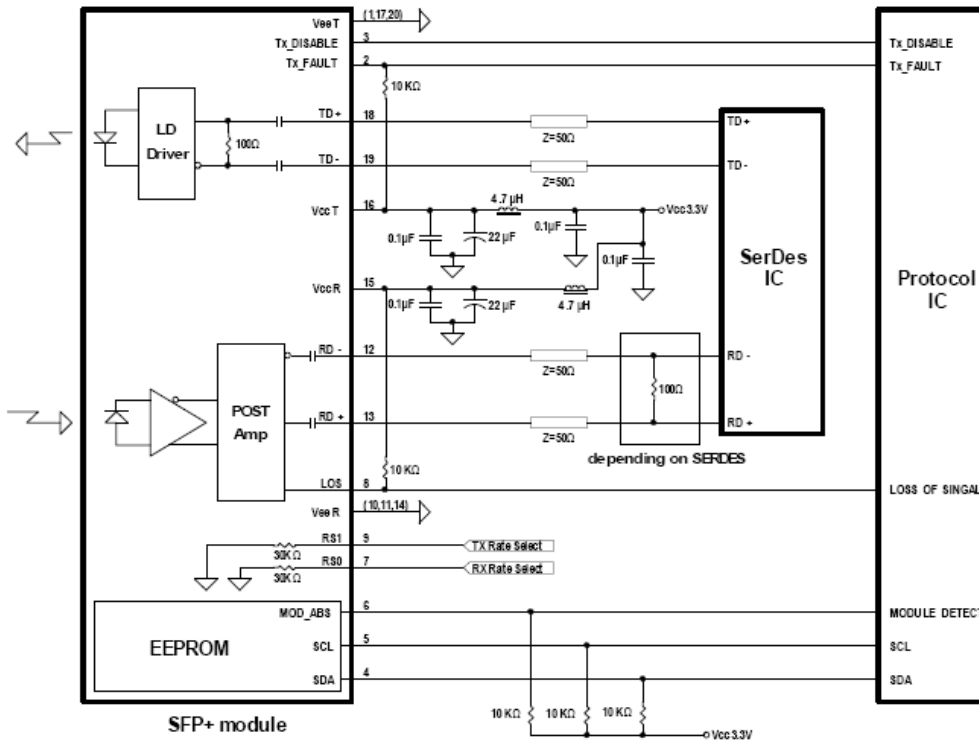 VeeT
(1,17,20)
Tx_DISABLE
3
Tx_DISABLE
Tx_FAULT
2
Tx_FAULT
10 KΩ
LD
Driver
100Ω
TD+
18
Z=50Ω
TD+
TD-
19
Z=50Ω
TD-
VccT
16
4.7 µH
Vcc3.3V
0.1µF
22 µF
0.1µF
0.1µF
SerDes
IC
Protocol
IC
VccR
15
0.1µF
22 µF
4.7 µH
RD -
12
Z=50Ω
RD -
POST
Amp
100Ω
RD +
13
Z=50Ω
RD +
depending on SERDES
10 KΩ
LOS
8
LOSS OF SINGAL
VeeR
(10,11,14)
RS1
9
30KΩ
TX Rate Select
RS0
7
30KΩ
RX Rate Select
EEPROM
MOD_ABS
6
MODULE DETECT
SCL
5
SCL
SDA
4
SDA
10 KΩ
10 KΩ
10 KΩ
Vcc3.3V
SFP+ module